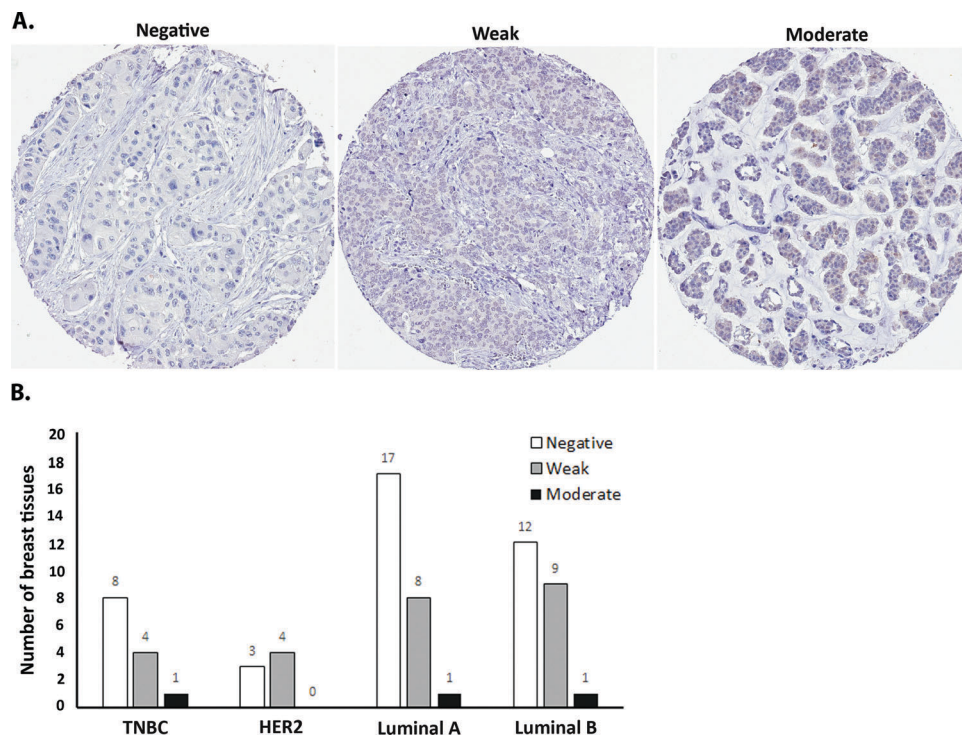 A.
Negative
Weak
Moderate
B.
Number of breast tissues
20
18
16
14
12
10
8
6
4
2
0
8
4
1
3
4
0
17
8
1
12
9
1
Negative
Weak
Moderate
TNBC
HER2
Luminal A
Luminal B